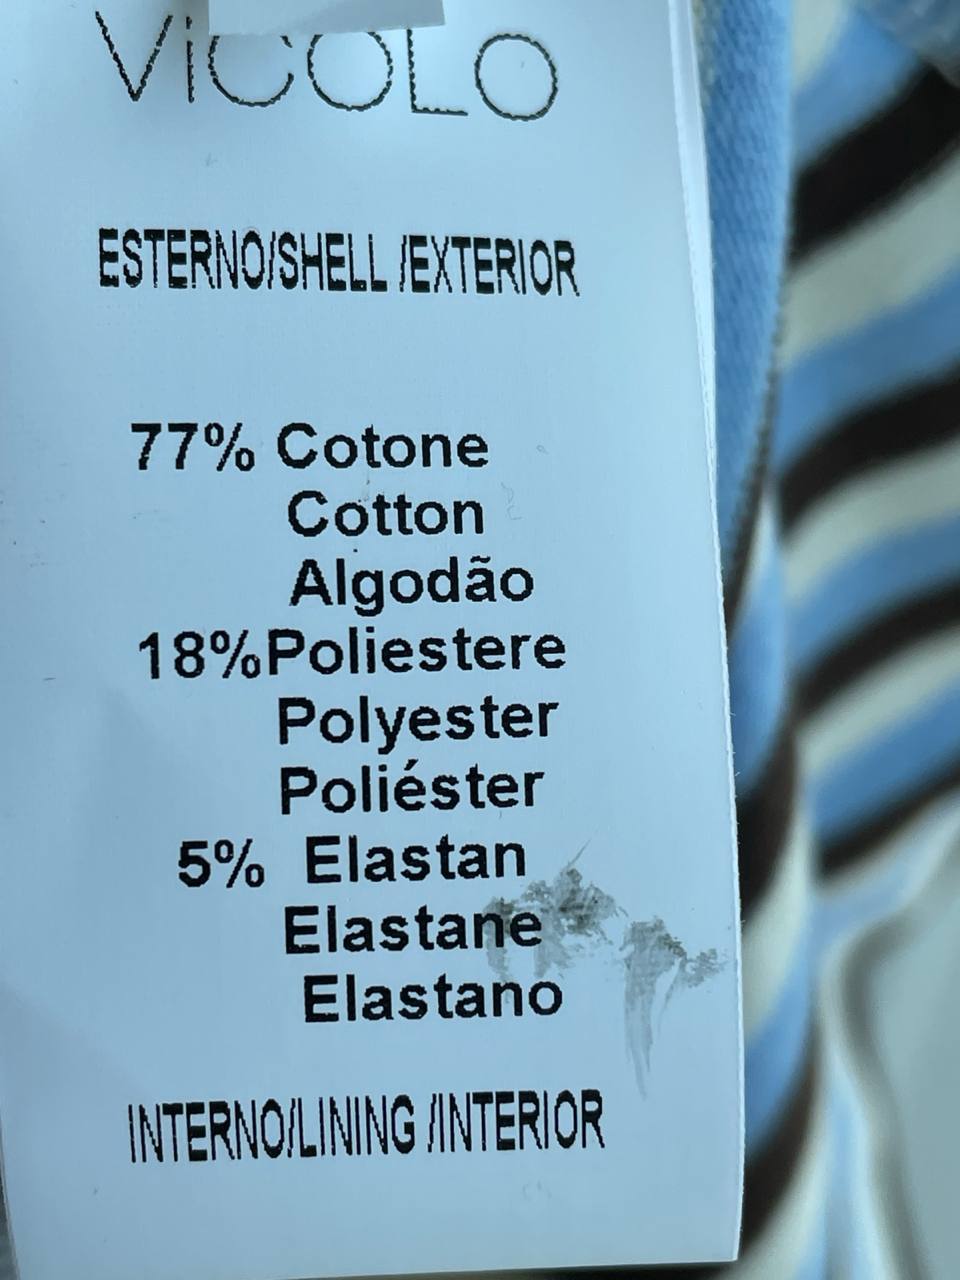 ViCOLO
ESTERNO/SHELL /EXTERIOR
77% Cotone
Cotton
Algodão
18%Poliestere
Polyester
Poliéster
5% Elastan
Elastane
Elastano
INTERNO/LINING /INTERIOR